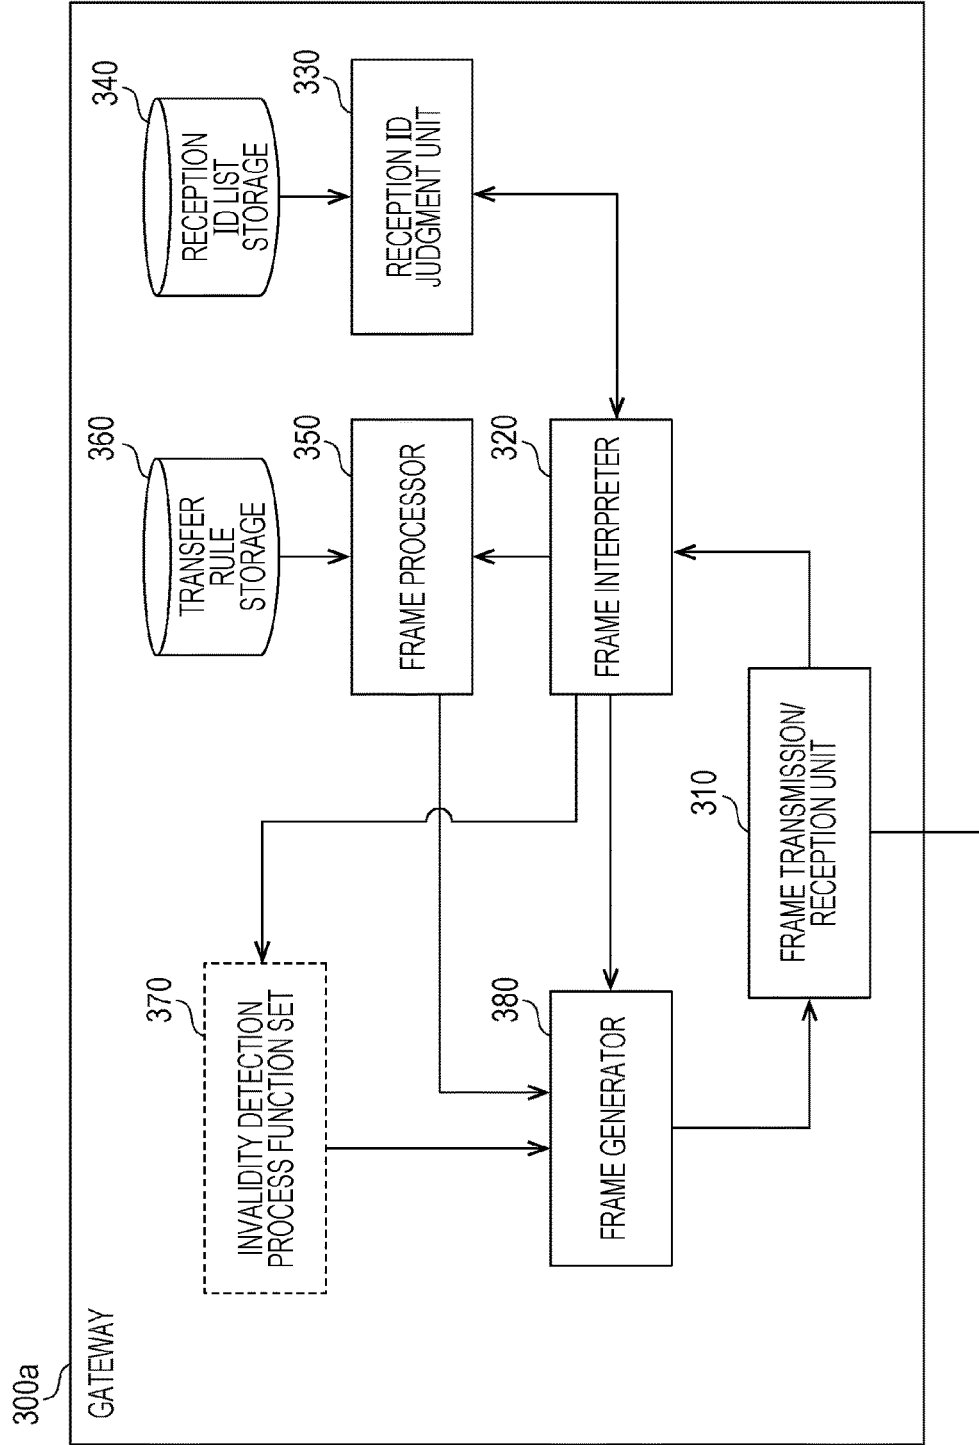 300a
GATEWAY
370
INVALIDITY DETECTION
PROCESS FUNCTION SET
360
TRANSFER
RULE
STORAGE
340
RECEPTION
ID LIST
STORAGE
350
FRAME PROCESSOR
330
RECEPTION ID
JUDGMENT UNIT
380
FRAME GENERATOR
320
FRAME INTERPRETER
310
FRAME TRANSMISSION/
RECEPTION UNIT